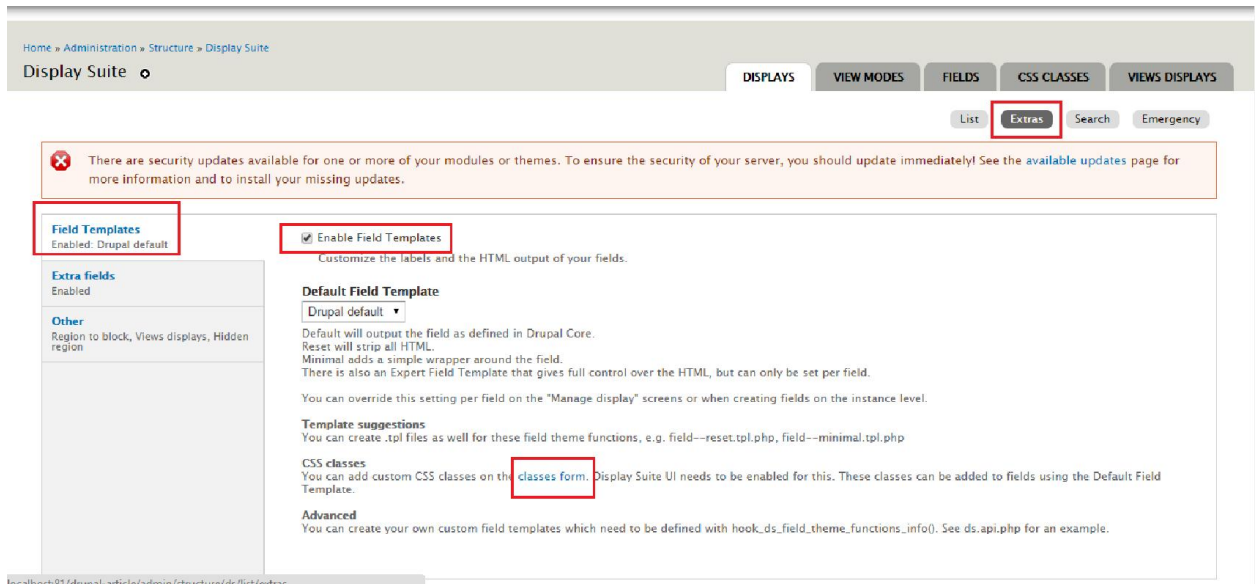 Home » Administration » Structure » Display Suite
Display Suite
DISPLAYS
VIEW MODES
FIELDS
CSS CLASSES
VIEWS DISPLAYS
List
Extras
Search
Emergency
There are security updates available for one or more of your modules or themes. To ensure the security of your server, you should update immediately! See the available updates page for
more information and to install your missing updates.
Field Templates
Enabled: Drupal default
Extra fields
Enabled
Other
Region to block, Views displays, Hidden
region
Enable Field Templates
Customize the labels and the HTML output of your fields.
Default Field Template
Drupal default
Default will output the field as defined in Drupal Core.
Reset will strip all HTML.
Minimal adds a simple wrapper around the field.
There is also an Expert Field Template that gives full control over the HTML, but can only be set per field.
You can override this setting per field on the "Manage display" screens or when creating fields on the instance level.
Template suggestions
You can create .tpl files as well for these field theme functions, e.g. field--reset.tpl.php, field--minimal.tpl.php
CSS classes
You can add custom CSS classes on the classes form. Display Suite UI needs to be enabled for this. These classes can be added to fields using the Default Field
Template.
Advanced
You can create your own custom field templates which need to be defined with hook_ds_field_theme_functions_info(). See ds.api.php for an example.